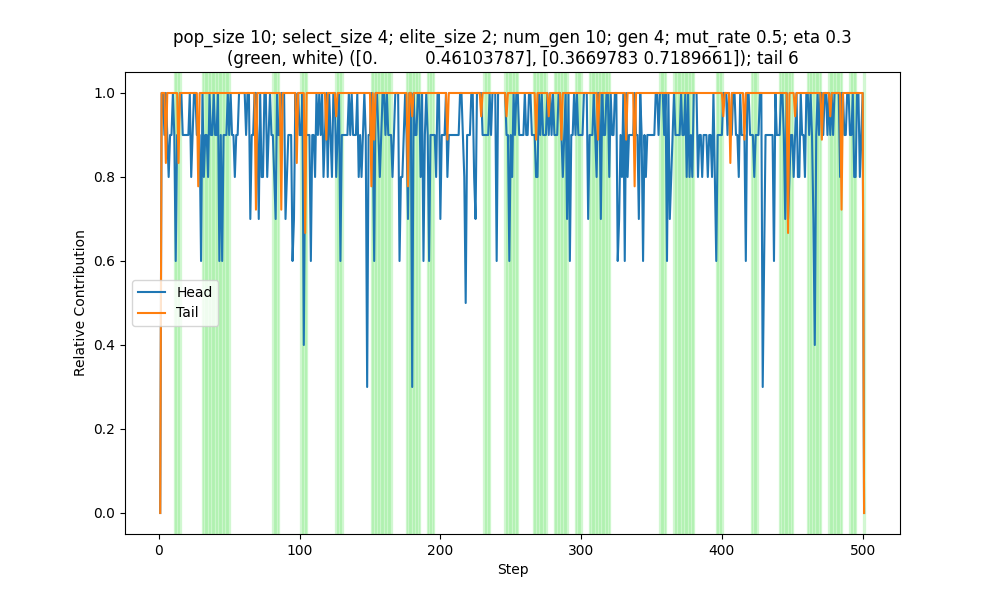 pop_size 10; select_size 4; elite_size 2; num_gen 10; gen 4; mut_rate 0.5; eta 0.3
(green, white) ([0.         0.46103787], [0.3669783 0.7189661]); tail 6
1.0
0.8
0.6
0.4
0.2
0.0
Relative Contribution
Head
Tail
0
100
200
300
400
500
Step